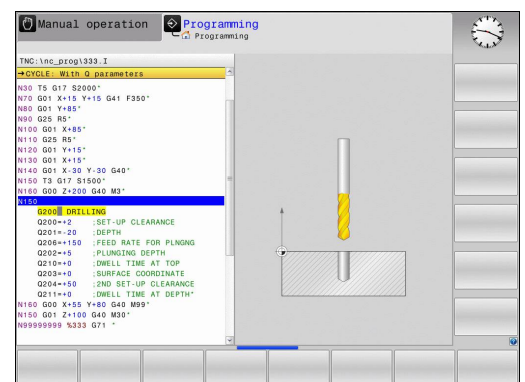 Manual operation
Programming
Programming
TNC:\nc_prog\333.I
→CYCLE: With Q parameters
N30 T5 G17 S2000*
N70 G01 X+15 Y+15 G41 F350*
N80 G01 Y+85*
N90 G25 R5*
N100 G01 X+85*
N110 G25 R5*
N120 G01 Y+15*
N130 G01 X+15*
N140 G01 X-30 Y-30 G40*
N150 T3 G17 S1500*
N160 G00 Z+200 G40 M3*
N150
G200 DRILLING
Q200=+2 ;SET-UP CLEARANCE
Q201=-20 ;DEPTH
Q206=+150 ;FEED RATE FOR PLNGNG
Q202=+5 ;PLUNGING DEPTH
Q210=+0 ;DWELL TIME AT TOP
Q203=+0 ;SURFACE COORDINATE
Q204=+50 ;2ND SET-UP CLEARANCE
Q211=+0 ;DWELL TIME AT DEPTH*
N160 G00 X+55 Y+80 G40 M99*
N150 G01 Z+100 G40 M30*
N99999999 %333 G71 *